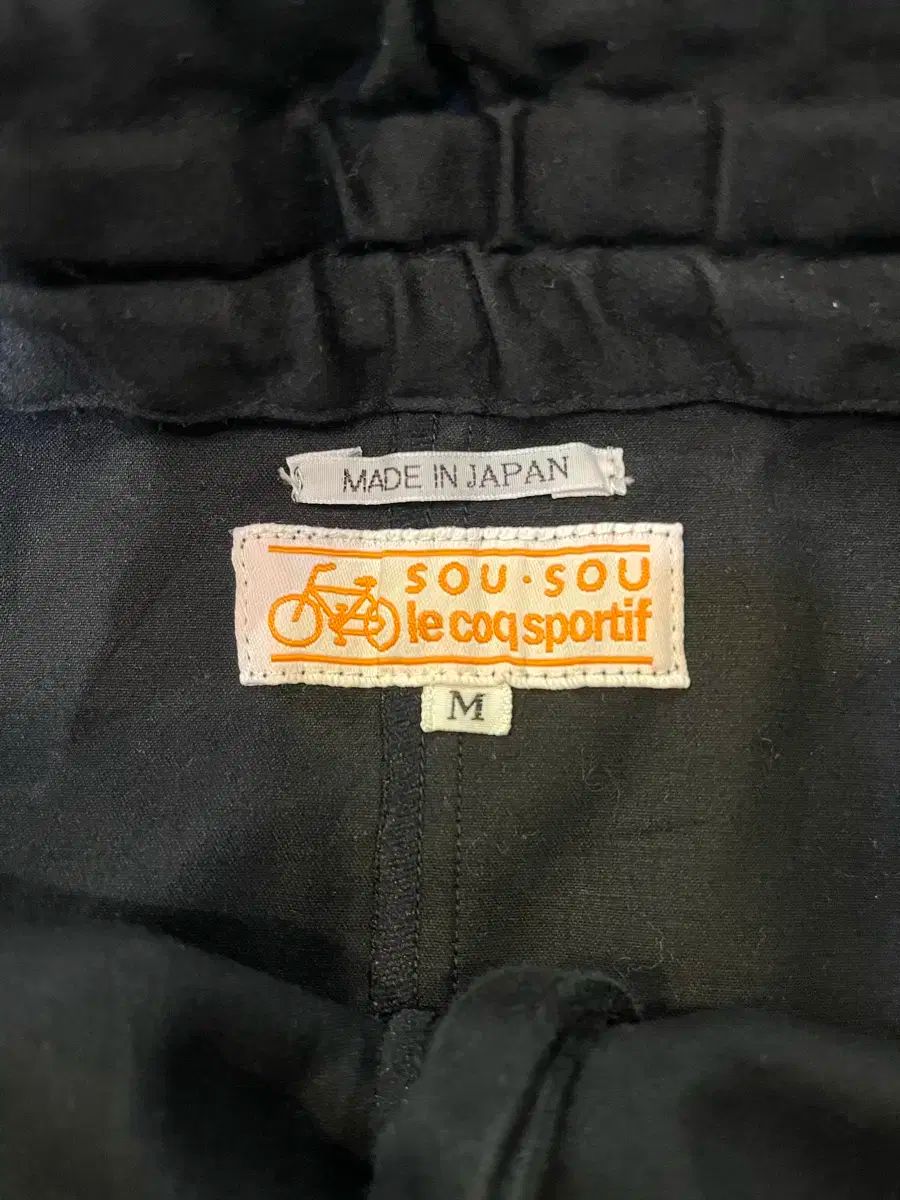 MADE IN JAPAN
SOU・SOU
le coq sportif
M